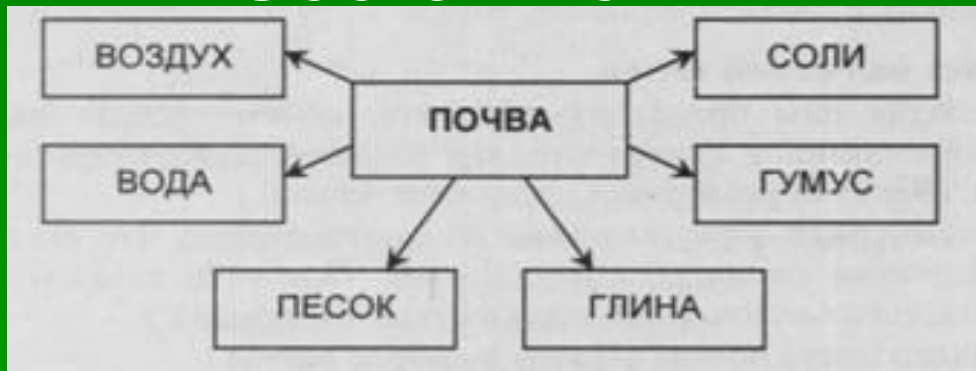 ВОЗДУХ
СОЛИ
ПОЧВА
ВОДА
ГУМУС
ПЕСОК
ГЛИНА